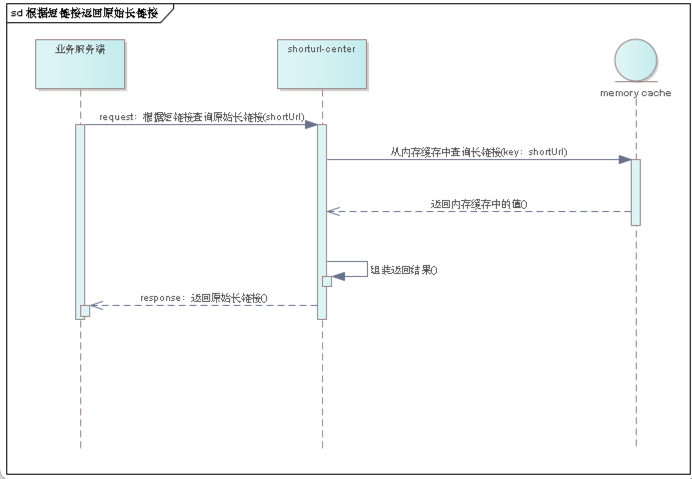 sd 根据短链接返回原始长链接
业务服务端
shorturl-center
memory cache
request: 根据短链接查询原始长链接(shortUrl)
从内存缓存中查询长链接(key: shortUrl)
返回内存缓存中的值()
组装返回结果()
response: 返回原始长链接()